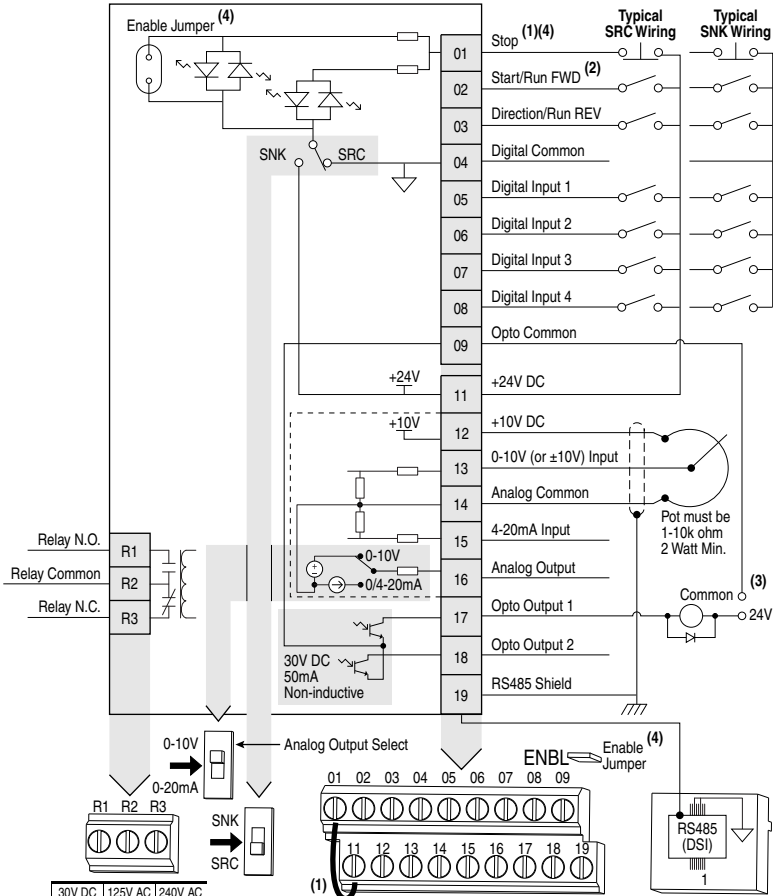 Enable Jumper (4)
Typical SRC Wiring
Typical SNK Wiring
01 Stop (1)(4)
02 Start/Run FWD (2)
03 Direction/Run REV
SNK SRC
04 Digital Common
05 Digital Input 1
06 Digital Input 2
07 Digital Input 3
08 Digital Input 4
09 Opto Common
+24V 11 +24V DC
+10V 12 +10V DC
13 0-10V (or ±10V) Input
14 Analog Common
Pot must be
1-10k ohm
2 Watt Min.
15 4-20mA Input
Relay N.O. R1
Relay Common R2
Relay N.C. R3
0-10V
0/4-20mA
16 Analog Output
Common (3)
24V
17 Opto Output 1
18 Opto Output 2
30V DC
50mA
Non-inductive
19 RS485 Shield
0-10V
0-20mA
Analog Output Select
ENBL Enable Jumper (4)
01 02 03 04 05 06 07 08 09
11 12 13 14 15 16 17 18 19
(1)
R1 R2 R3
SNK
SRC
RS485
(DSI)
1
30V DC 125V AC 240V AC